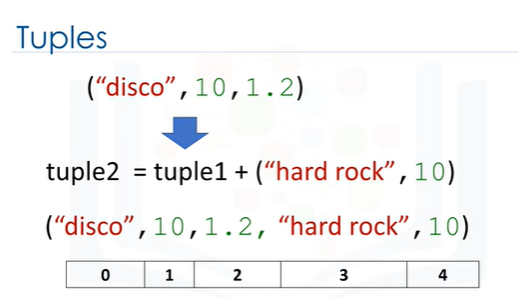 Tuples
(“disco”,10,1.2)
tuple2 = tuple1 + (“hard rock”,10)
(“disco”,10,1.2, “hard rock”,10)
0 1 2 3 4